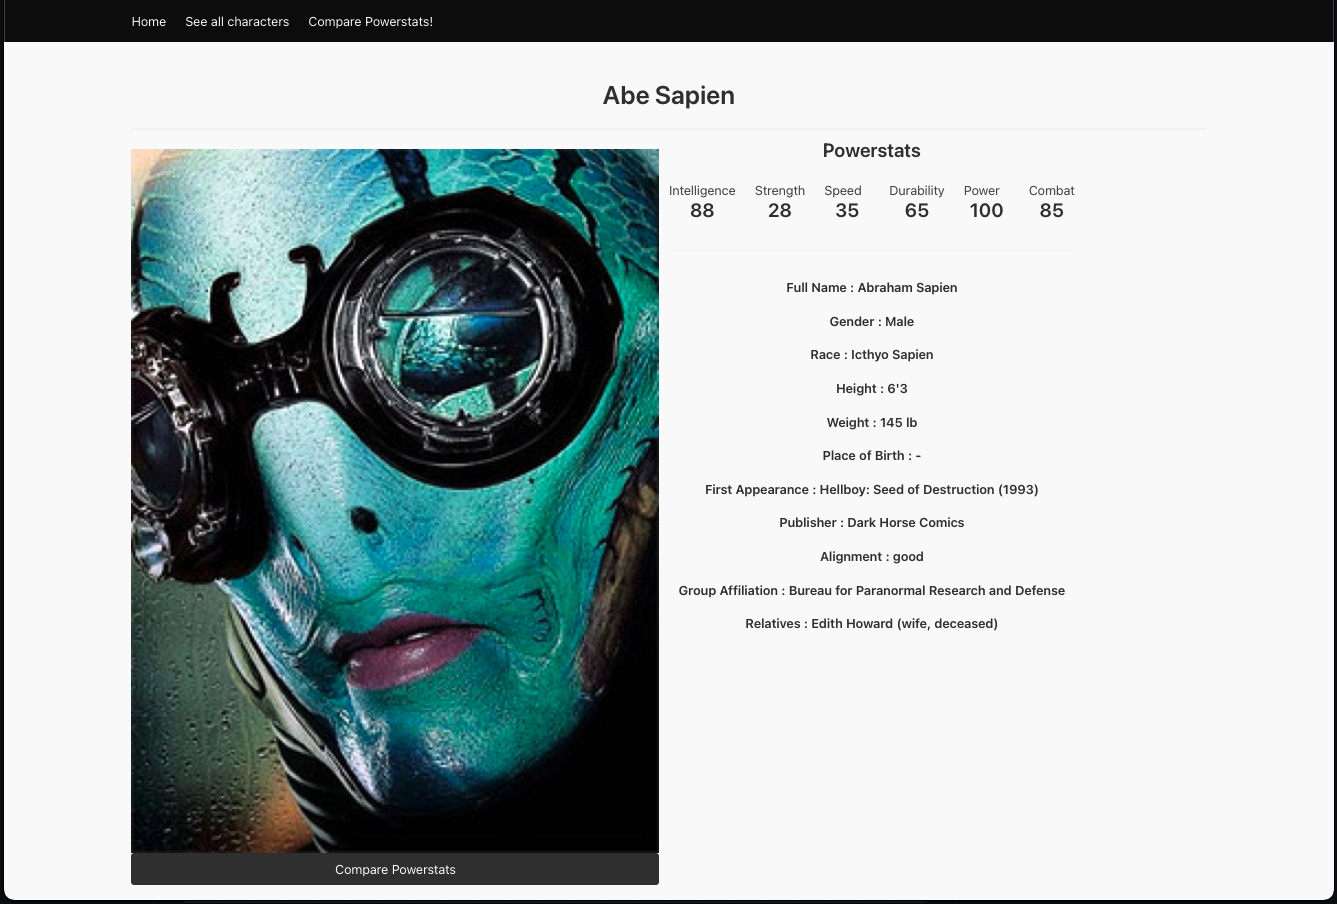 Home See all characters Compare Powerstats!
Abe Sapien
Powerstats
Intelligence Strength Speed Durability Power Combat
88 28 35 65 100 85
Full Name : Abraham Sapien
Gender : Male
Race : Icthyo Sapien
Height : 6'3
Weight : 145 lb
Place of Birth : -
First Appearance : Hellboy: Seed of Destruction (1993)
Publisher : Dark Horse Comics
Alignment : good
Group Affiliation : Bureau for Paranormal Research and Defense
Relatives : Edith Howard (wife, deceased)
Compare Powerstats